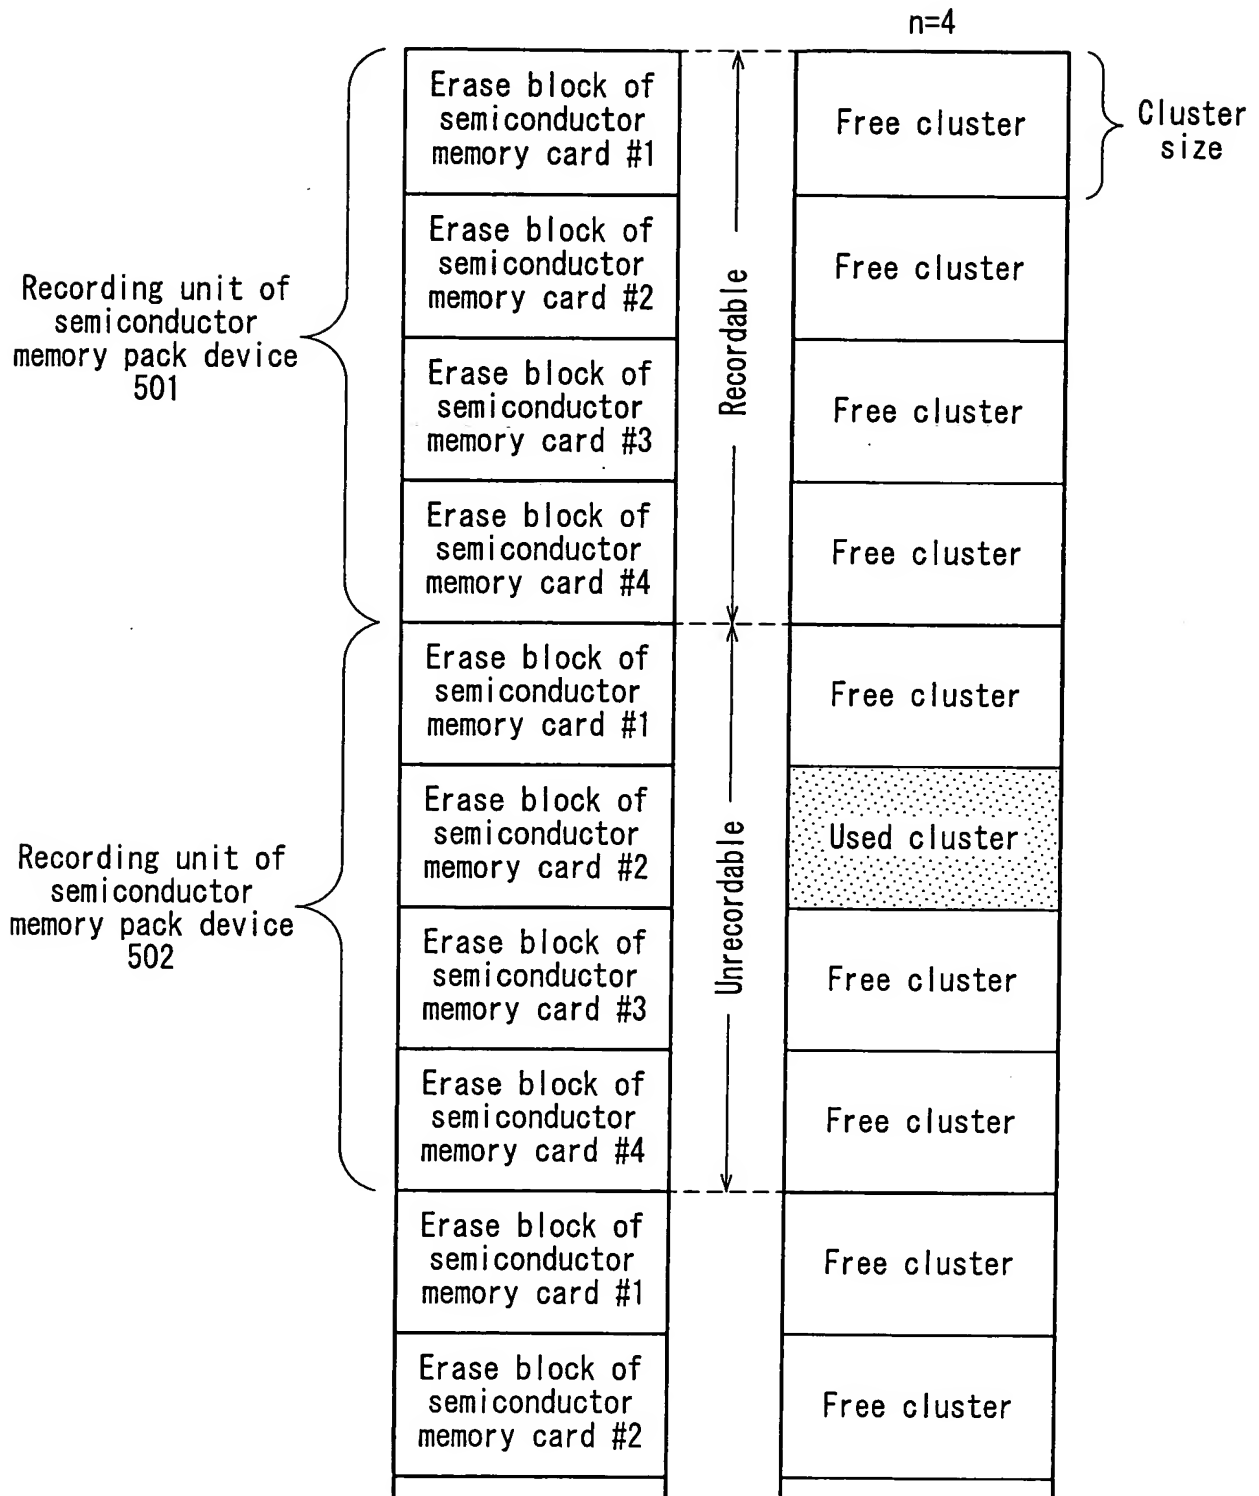 n=4
Erase block of
semiconductor
memory card #1
Free cluster
Cluster
size
Erase block of
semiconductor
memory card #2
Free cluster
Recording unit of
semiconductor
memory pack device
501
Recordable
Erase block of
semiconductor
memory card #3
Free cluster
Erase block of
semiconductor
memory card #4
Free cluster
Erase block of
semiconductor
memory card #1
Free cluster
Erase block of
semiconductor
memory card #2
Used cluster
Recording unit of
semiconductor
memory pack device
502
Unrecordable
Erase block of
semiconductor
memory card #3
Free cluster
Erase block of
semiconductor
memory card #4
Free cluster
Erase block of
semiconductor
memory card #1
Free cluster
Erase block of
semiconductor
memory card #2
Free cluster